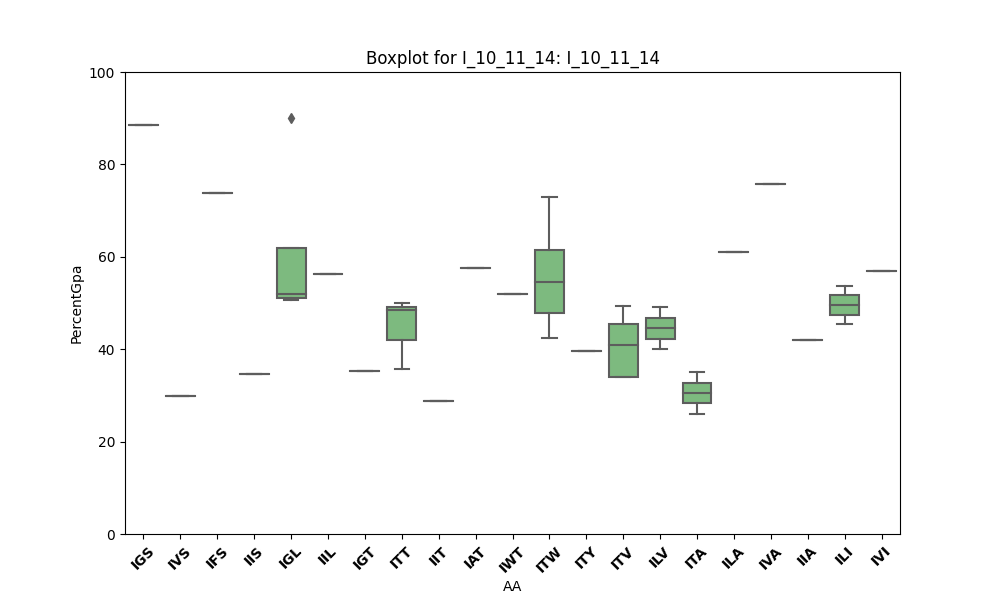 Boxplot for I_10_11_14: I_10_11_14
100
80
60
40
20
0
PercentGpa
IGS IVS IFS IIS IGL IIL IGT ITT IIT IAT IWT ITW ITY ITV ILV ITA ILA IVA IIA ILI IVI
AA